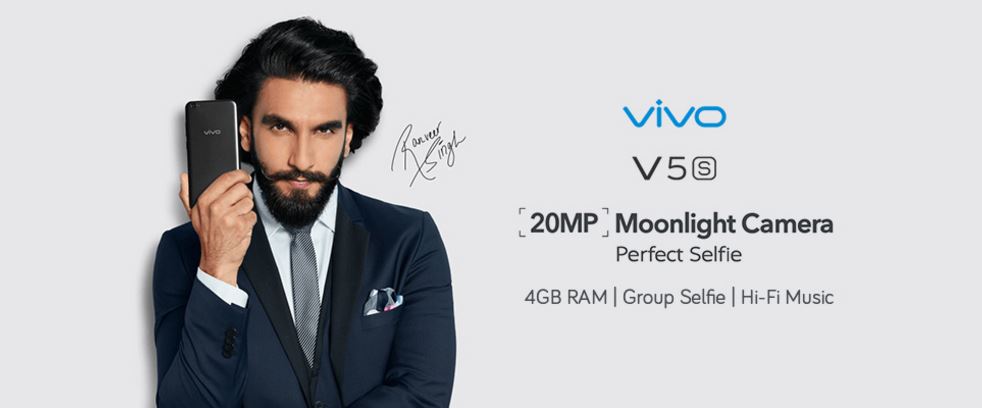 vivo
Ranveer
Singh
vivo
V5S
[20MP] Moonlight Camera
Perfect Selfie
4GB RAM | Group Selfie | Hi-Fi Music